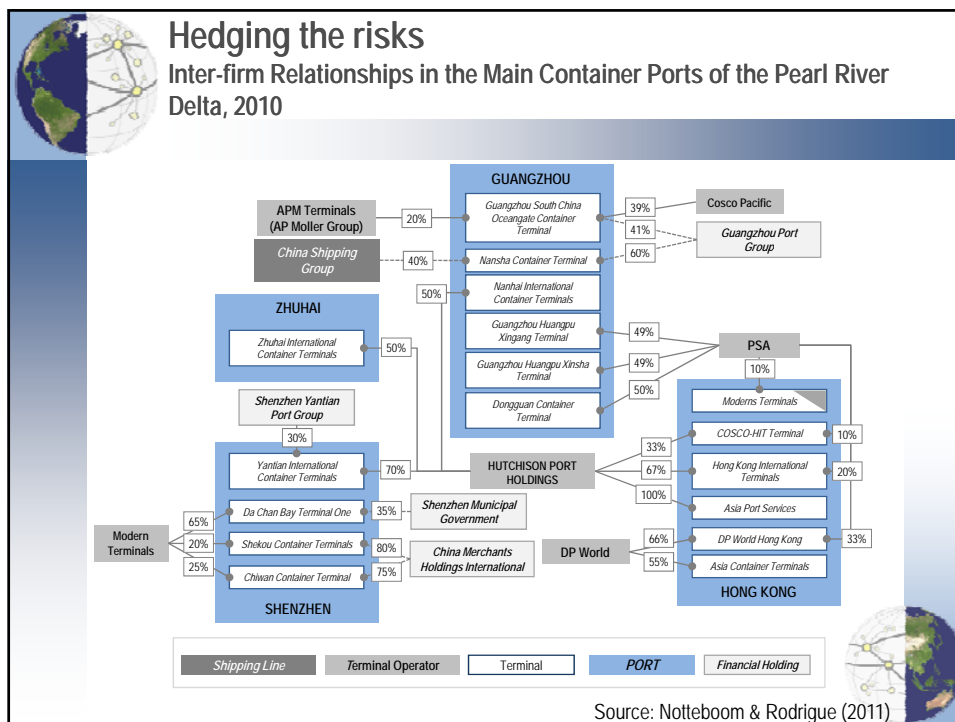 Hedging the risks
Inter-firm Relationships in the Main Container Ports of the Pearl River
Delta, 2010
GUANGZHOU
APM Terminals
(AP Moller Group)
20%
Guangzhou South China
Oceangate Container
Terminal
39%
Cosco Pacific
41%
Guangzhou Port
Group
60%
China Shipping
Group
40%
Nansha Container Terminal
50%
Nanhai International
Container Terminals
ZHUHAI
Zhuhai International
Container Terminals
50%
Guangzhou Huangpu
Xingang Terminal
49%
PSA
Guangzhou Huangpu Xinsha
Terminal
49%
10%
Dongguan Container
Terminal
50%
Moderns Terminals
Shenzhen Yantian
Port Group
30%
COSCO-HIT Terminal
33%
10%
Yantian International
Container Terminals
70%
HUTCHISON PORT
HOLDINGS
67%
Hong Kong International
Terminals
20%
100%
Asia Port Services
Modern
Terminals
65%
Da Chan Bay Terminal One
35%
Shenzhen Municipal
Government
20%
Shekou Container Terminals
80%
China Merchants
Holdings International
25%
Chiwan Container Terminal
75%
SHENZHEN
DP World
66%
DP World Hong Kong
33%
55%
Asia Container Terminals
HONG KONG
Shipping Line
Terminal Operator
Terminal
PORT
Financial Holding
Source: Notteboom & Rodrigue (2011)